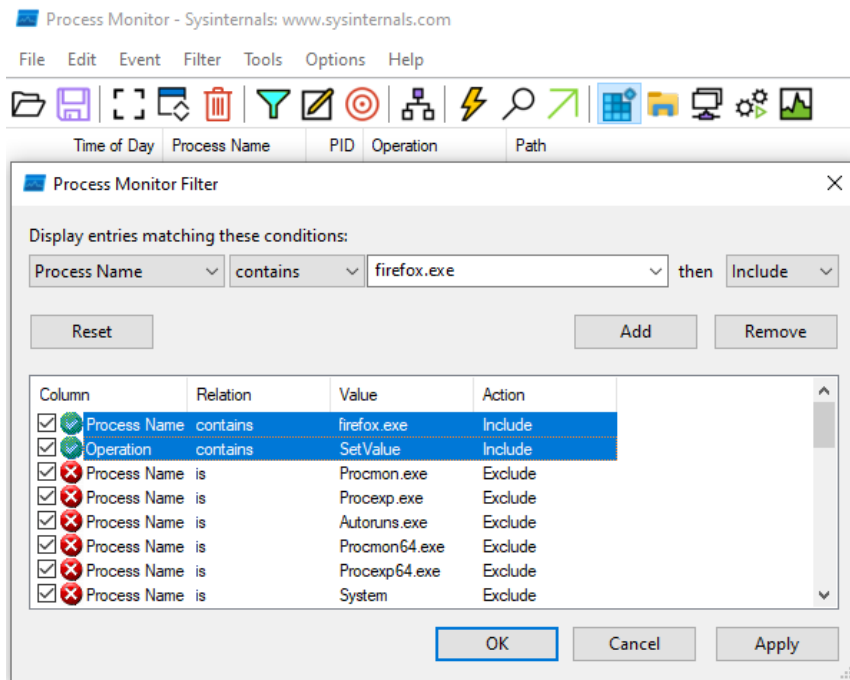 Process Monitor - Sysinternals: www.sysinternals.com
File Edit Event Filter Tools Options Help
Time of Day Process Name PID Operation Path
Process Monitor Filter
Display entries matching these conditions:
Process Name contains firefox.exe then Include
Reset Add Remove
Column Relation Value Action
Process Name contains firefox.exe Include
Operation contains SetValue Include
Process Name is Procmon.exe Exclude
Process Name is Procexp.exe Exclude
Process Name is Autoruns.exe Exclude
Process Name is Procmon64.exe Exclude
Process Name is Procexp64.exe Exclude
Process Name is System Exclude
OK Cancel Apply